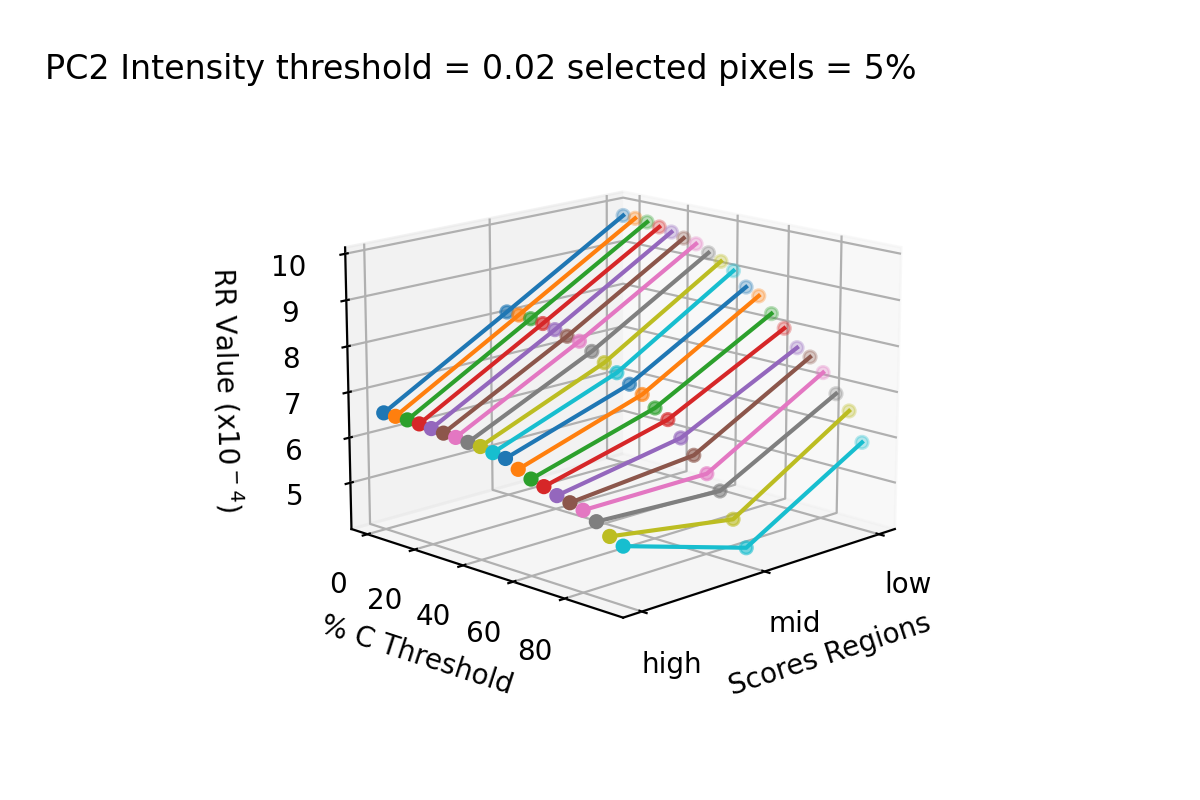 PC2 Intensity threshold = 0.02 selected pixels = 5%
10
9
8
7
6
5
RR Value (x10⁻⁴)
0
20
40
60
80
% C Threshold
high
mid
low
Scores Regions